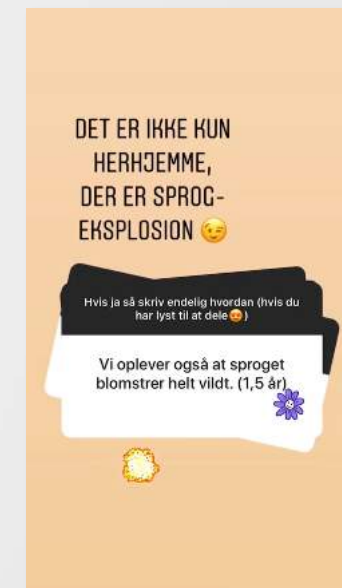 DET ER IKKE KUN
HERHJEMME,
DER ER SPROG-
EKSPLOSION 😉
Hvis ja så skriv endelig hvordan (hvis du
har lyst til at dele😍)
Vi oplever også at sproget
blomstrer helt vildt. (1,5 år)